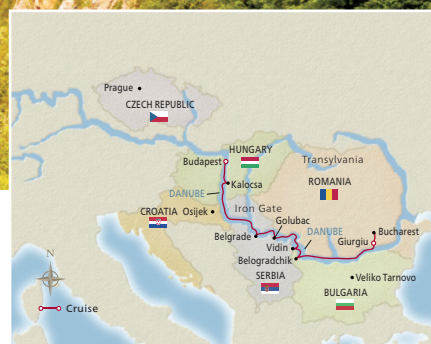 Prague
CZECH REPUBLIC
HUNGARY
Budapest
Transylvania
ROMANIA
DANUBE
Kalocsa
CROATIA Osijek
Iron Gate
Golubac
Belgrade
DANUBE
Bucharest
Vidin
Giurgiu
Belogradchik
SERBIA
Veliko Tarnovo
BULGARIA
N
Cruise